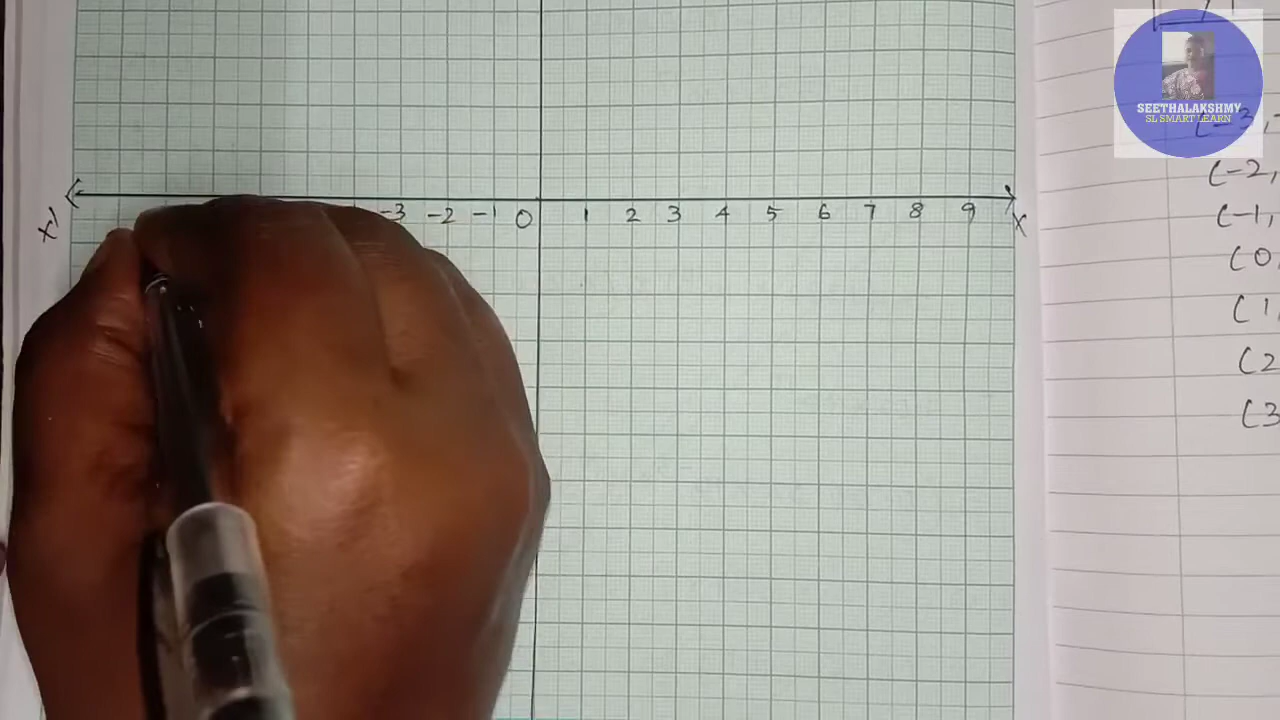 SEETHALAKSHMY
SL SMART LEARN
(-3,
(-2,
(-1,
(0,
(1,
(2
(3
X' -3 -2 -1 0 1 2 3 4 5 6 7 8 9 X